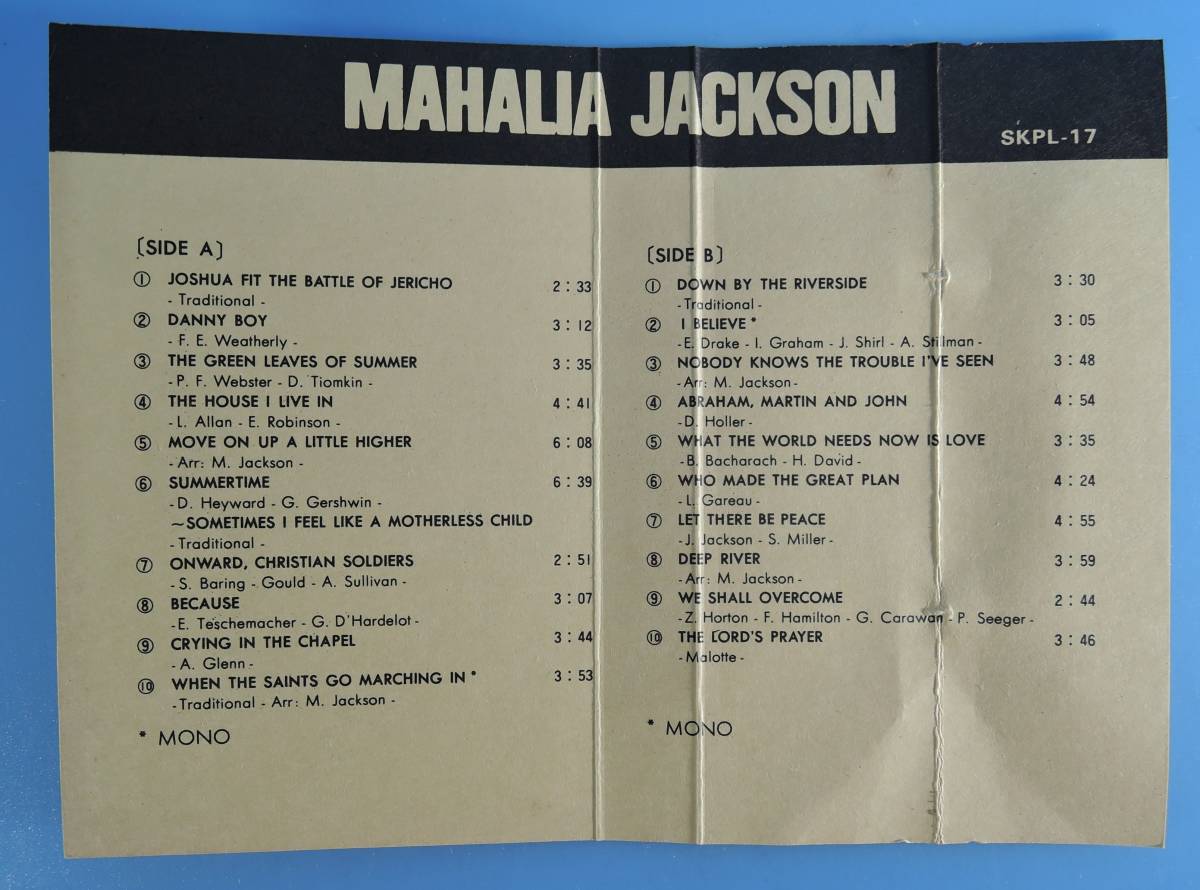 MAHALIA JACKSON
SKPL-17
[SIDE A]
① JOSHUA FIT THE BATTLE OF JERICHO 2:33
- Traditional -
② DANNY BOY 3:12
- F. E. Weatherly -
③ THE GREEN LEAVES OF SUMMER 3:35
- P. F. Webster - D. Tiomkin -
④ THE HOUSE I LIVE IN 4:41
- L. Allan - E. Robinson -
⑤ MOVE ON UP A LITTLE HIGHER 6:08
- Arr: M. Jackson -
⑥ SUMMERTIME 6:39
- D. Heyward - G. Gershwin -
~SOMETIMES I FEEL LIKE A MOTHERLESS CHILD
- Traditional -
⑦ ONWARD, CHRISTIAN SOLDIERS 2:51
- S. Baring - Gould - A. Sullivan -
⑧ BECAUSE 3:07
- E. Teschemacher - G. D'Hardelot -
⑨ CRYING IN THE CHAPEL 3:44
- A. Glenn -
⑩ WHEN THE SAINTS GO MARCHING IN * 3:53
- Traditional - Arr: M. Jackson -
* MONO
[SIDE B]
① DOWN BY THE RIVERSIDE 3:30
- Traditional -
② I BELIEVE * 3:05
- E. Drake - I. Graham - J. Shirl - A. Stillman -
③ NOBODY KNOWS THE TROUBLE I'VE SEEN 3:48
- Arr: M. Jackson -
④ ABRAHAM, MARTIN AND JOHN 4:54
- D. Holler -
⑤ WHAT THE WORLD NEEDS NOW IS LOVE 3:35
- B. Bacharach - H. David -
⑥ WHO MADE THE GREAT PLAN 4:24
- L. Gareau -
⑦ LET THERE BE PEACE 4:55
- J. Jackson - S. Miller -
⑧ DEEP RIVER 3:59
- Arr: M. Jackson -
⑨ WE SHALL OVERCOME 2:44
- Z. Horton - F. Hamilton - G. Carawan - P. Seeger -
⑩ THE LORD'S PRAYER 3:46
- Malotte -
* MONO